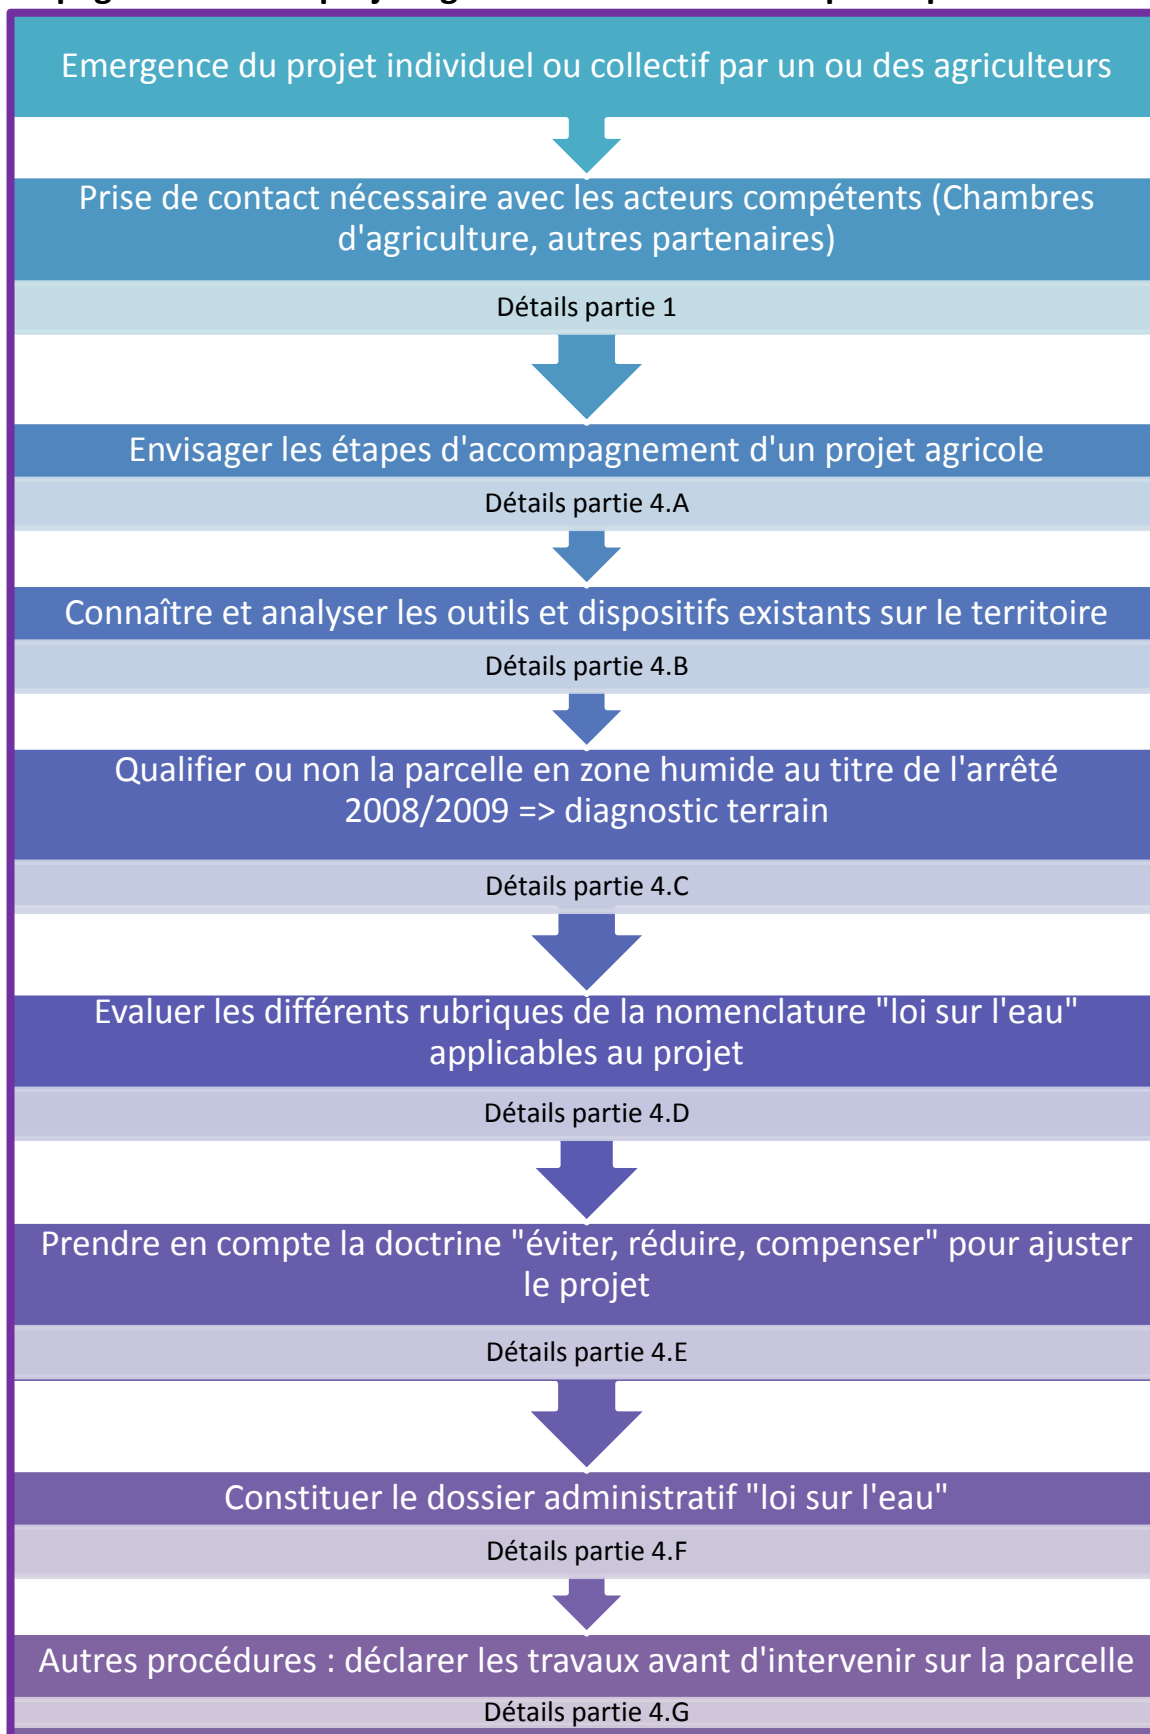 Emergence du projet individuel ou collectif par un ou des agriculteurs
Prise de contact nécessaire avec les acteurs compétents (Chambres
d'agriculture, autres partenaires)
Détails partie 1
Envisager les étapes d'accompagnement d'un projet agricole
Détails partie 4.A
Connaître et analyser les outils et dispositifs existants sur le territoire
Détails partie 4.B
Qualifier ou non la parcelle en zone humide au titre de l'arrêté
2008/2009 => diagnostic terrain
Détails partie 4.C
Evaluer les différents rubriques de la nomenclature "loi sur l'eau"
applicables au projet
Détails partie 4.D
Prendre en compte la doctrine "éviter, réduire, compenser" pour ajuster
le projet
Détails partie 4.E
Constituer le dossier administratif "loi sur l'eau"
Détails partie 4.F
Autres procédures : déclarer les travaux avant d'intervenir sur la parcelle
Détails partie 4.G